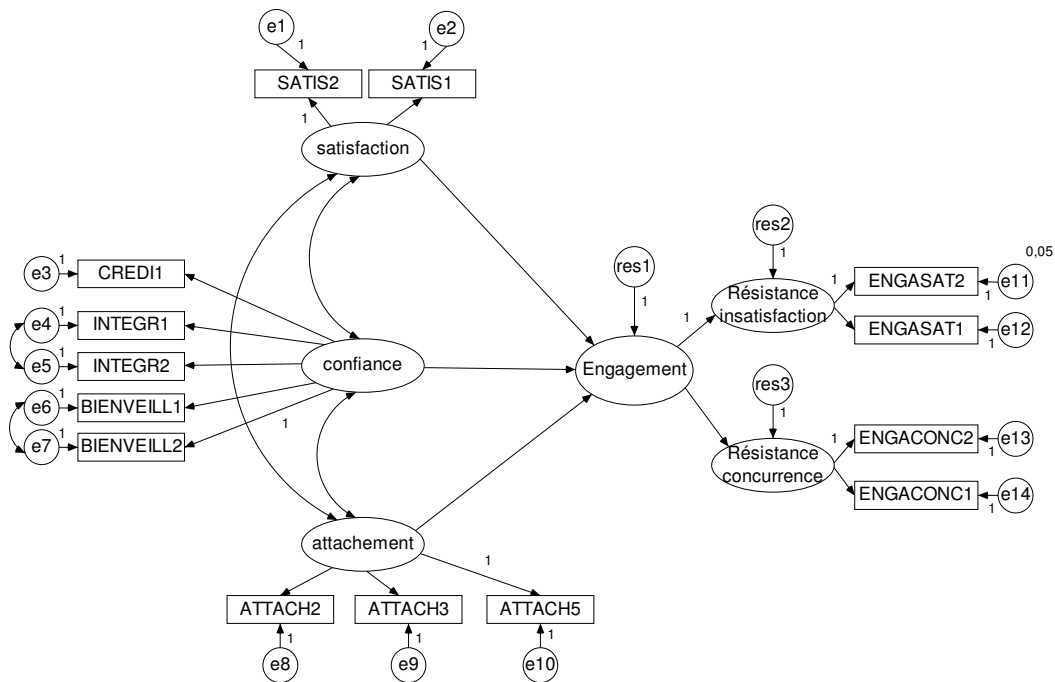 e1
1
e2
1
SATIS2
SATIS1
1
satisfaction
e3
1
CREDI1
e4
1
INTEGR1
e5
1
INTEGR2
e6
1
BIENVEILL1
e7
1
BIENVEILL2
1
confiance
attachement
1
ATTACH2
ATTACH3
ATTACH5
1
1
1
e8
e9
e10
res1
1
Engagement
1
res2
1
Résistance
insatisfaction
1
ENGASAT2
1
e11
0,05
ENGASAT1
1
e12
res3
1
Résistance
concurrence
1
ENGACONC2
1
e13
ENGACONC1
1
e14